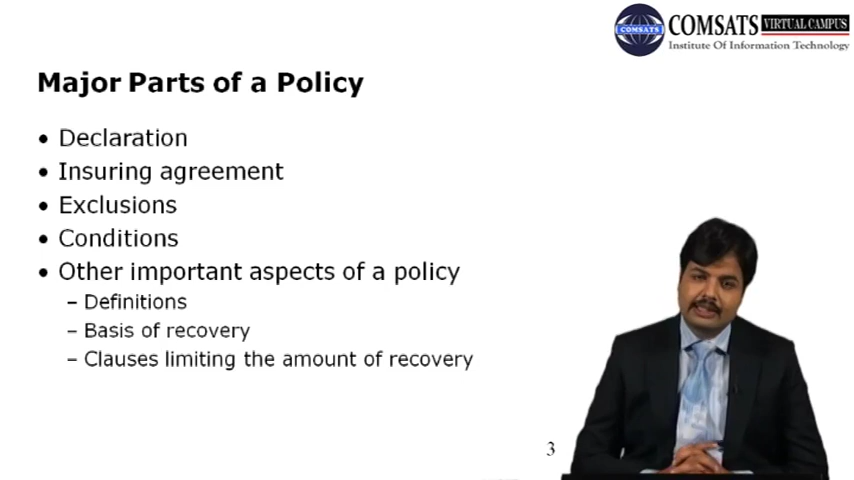 COMSATS VIRTUAL CAMPUS
COMSATS
Institute Of Information Technology
Major Parts of a Policy
• Declaration
• Insuring agreement
• Exclusions
• Conditions
• Other important aspects of a policy
– Definitions
– Basis of recovery
– Clauses limiting the amount of recovery
3